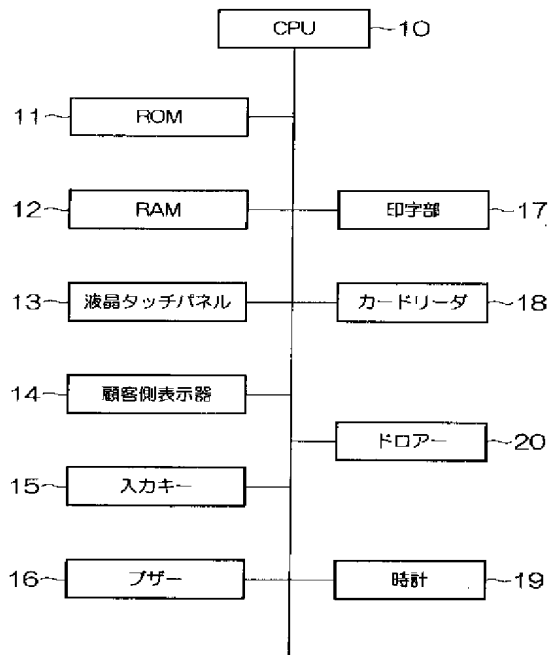 CPU 10
11 ROM
12 RAM 印字部 17
13 液晶タッチパネル カードリーダ 18
14 顧客側表示器
ドロアー 20
15 入力キー
16 ブザー 時計 19